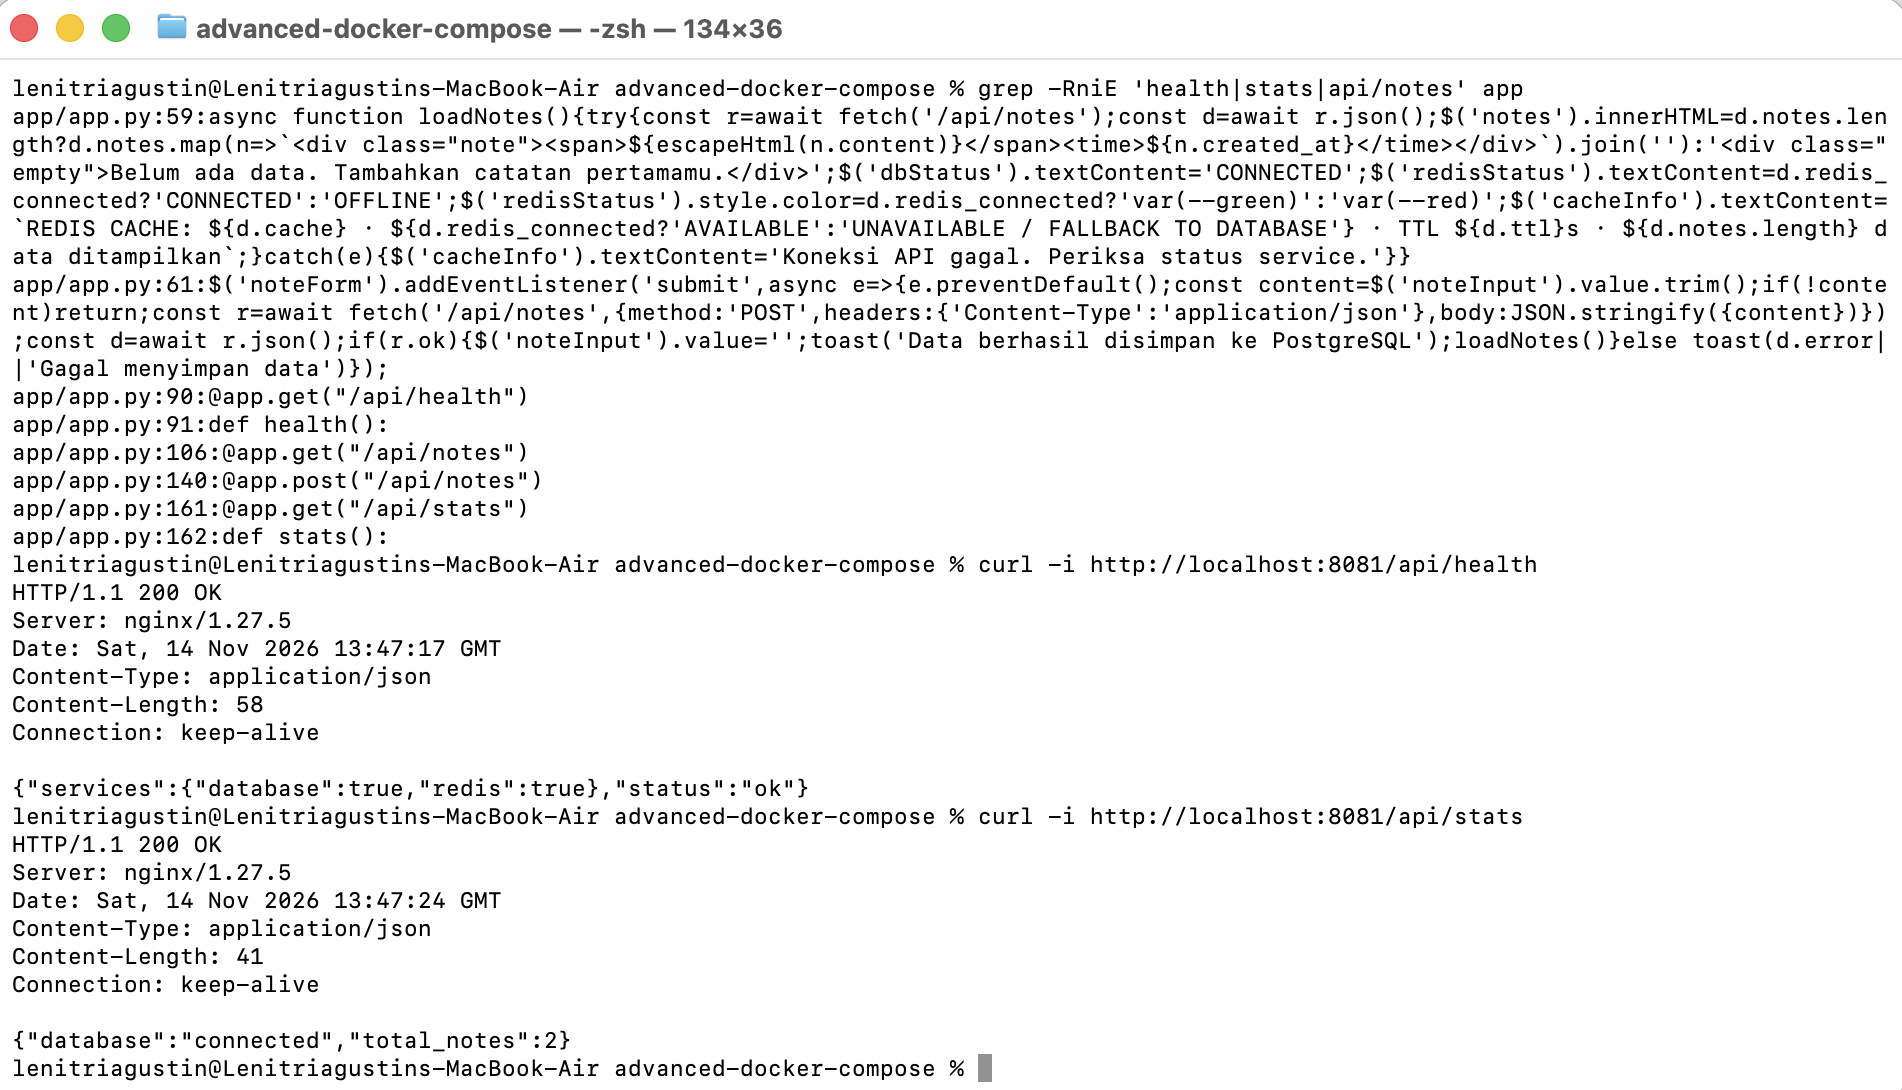 advanced-docker-compose — -zsh — 134×36
lenitriagustin@Lenitriagustins-MacBook-Air advanced-docker-compose % grep -RniE 'health|stats|api/notes' app
app/app.py:59:async function loadNotes(){try{const r=await fetch('/api/notes');const d=await r.json();$('notes').innerHTML=d.notes.len
gth?d.notes.map(n=>`<div class="note"><span>${escapeHtml(n.content)}</span><time>${n.created_at}</time></div>`).join(''):'<div class="
empty">Belum ada data. Tambahkan catatan pertamamu.</div>';$('dbStatus').textContent='CONNECTED';$('redisStatus').textContent=d.redis_
connected?'CONNECTED':'OFFLINE';$('redisStatus').style.color=d.redis_connected?'var(--green)':'var(--red)';$('cacheInfo').textContent=
`REDIS CACHE: ${d.cache} · ${d.redis_connected?'AVAILABLE':'UNAVAILABLE / FALLBACK TO DATABASE'} · TTL ${d.ttl}s · ${d.notes.length} d
ata ditampilkan`;}catch(e){$('cacheInfo').textContent='Koneksi API gagal. Periksa status service.'}}
app/app.py:61:$('noteForm').addEventListener('submit',async e=>{e.preventDefault();const content=$('noteInput').value.trim();if(!conte
nt)return;const r=await fetch('/api/notes',{method:'POST',headers:{'Content-Type':'application/json'},body:JSON.stringify({content})})
;const d=await r.json();if(r.ok){$('noteInput').value='';toast('Data berhasil disimpan ke PostgreSQL');loadNotes()}else toast(d.error|
|'Gagal menyimpan data')});
app/app.py:90:@app.get("/api/health")
app/app.py:91:def health():
app/app.py:106:@app.get("/api/notes")
app/app.py:140:@app.post("/api/notes")
app/app.py:161:@app.get("/api/stats")
app/app.py:162:def stats():
lenitriagustin@Lenitriagustins-MacBook-Air advanced-docker-compose % curl -i http://localhost:8081/api/health
HTTP/1.1 200 OK
Server: nginx/1.27.5
Date: Sat, 14 Nov 2026 13:47:17 GMT
Content-Type: application/json
Content-Length: 58
Connection: keep-alive

{"services":{"database":true,"redis":true},"status":"ok"}
lenitriagustin@Lenitriagustins-MacBook-Air advanced-docker-compose % curl -i http://localhost:8081/api/stats
HTTP/1.1 200 OK
Server: nginx/1.27.5
Date: Sat, 14 Nov 2026 13:47:24 GMT
Content-Type: application/json
Content-Length: 41
Connection: keep-alive

{"database":"connected","total_notes":2}
lenitriagustin@Lenitriagustins-MacBook-Air advanced-docker-compose %